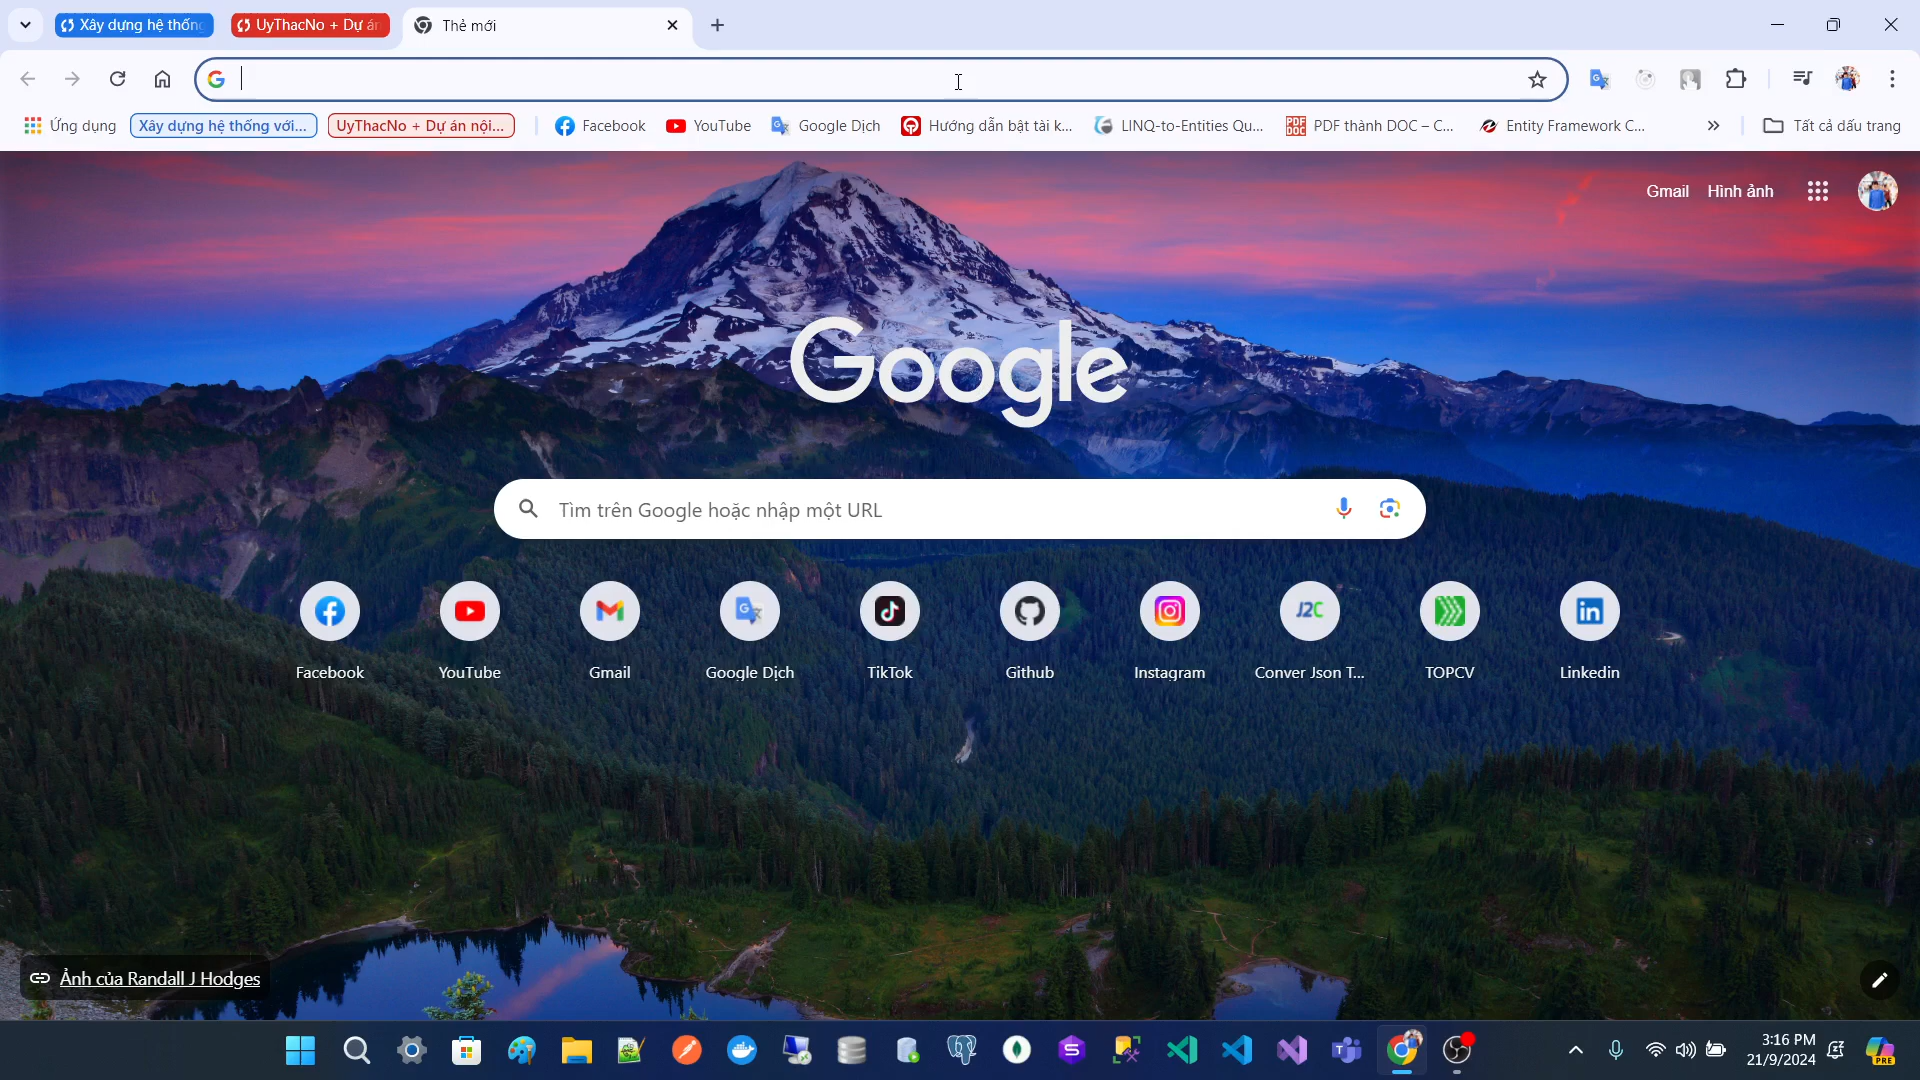 Xây dựng hệ thống
UyThacNo + Dự án
Thẻ mới
Ứng dụng
Xây dựng hệ thống với...
UyThacNo + Dự án nội...
Facebook
YouTube
Google Dịch
Hướng dẫn bật tài k...
LINQ-to-Entities Qu...
PDF thành DOC – C...
Entity Framework C...
Tất cả dấu trang
Gmail
Hình ảnh
Google
Tìm trên Google hoặc nhập một URL
Facebook
YouTube
Gmail
Google Dịch
TikTok
Github
Instagram
J2C
Conver Json T...
TOPCV
Linkedin
Ảnh của Randall J Hodges
3:16 PM
21/9/2024
PRE